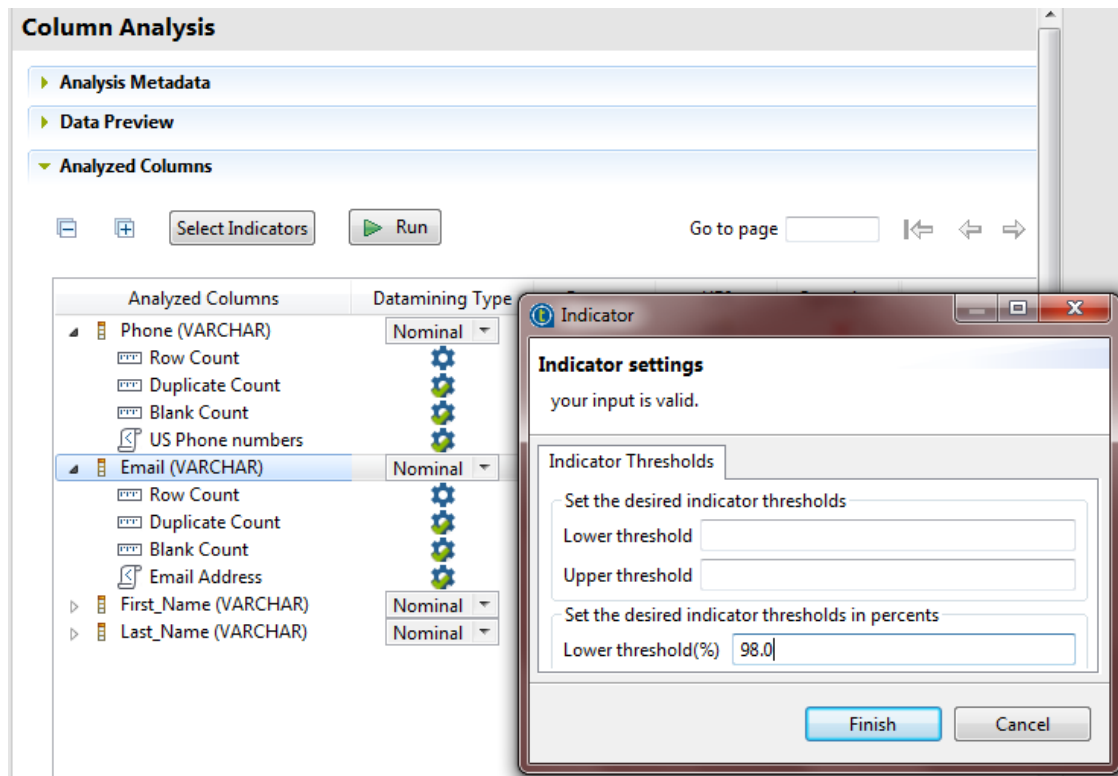 Column Analysis
Analysis Metadata
Data Preview
Analyzed Columns
Select Indicators
Run
Go to page
Analyzed Columns
Datamining Type
Phone (VARCHAR)
Nominal
Row Count
Duplicate Count
Blank Count
US Phone numbers
Email (VARCHAR)
Nominal
Row Count
Duplicate Count
Blank Count
Email Address
First_Name (VARCHAR)
Nominal
Last_Name (VARCHAR)
Nominal
Indicator
Indicator settings
your input is valid.
Indicator Thresholds
Set the desired indicator thresholds
Lower threshold
Upper threshold
Set the desired indicator thresholds in percents
Lower threshold(%) 98.0
Finish
Cancel